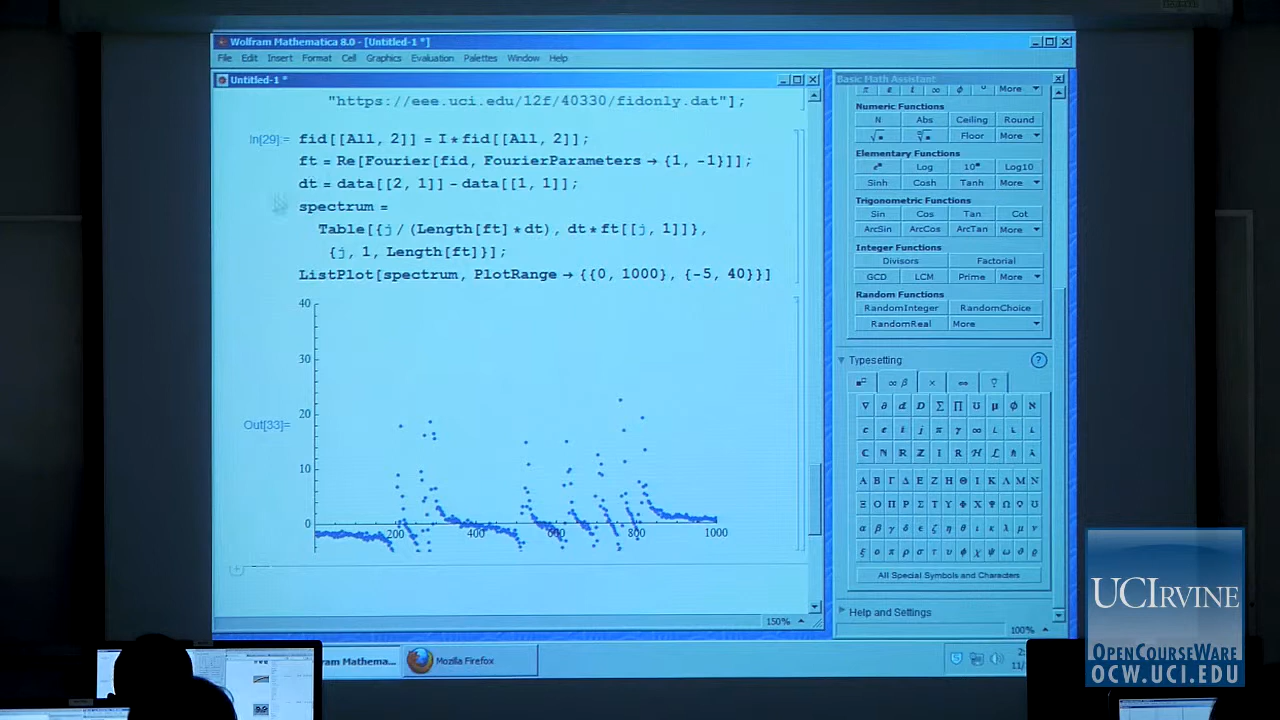 Wolfram Mathematica 8.0 - [Untitled-1 *]
File Edit Insert Format Cell Graphics Evaluation Palettes Window Help
Untitled-1 *
"https://eee.uci.edu/12f/40330/fidonly.dat"];
In[29]:= fid[[All, 2]] = I*fid[[All, 2]];
ft = Re[Fourier[fid, FourierParameters → {1, -1}]];
dt = data[[2, 1]] - data[[1, 1]];
spectrum =
Table[{j/(Length[ft]*dt), dt*ft[[j, 1]]},
{j, 1, Length[ft]}];
ListPlot[spectrum, PlotRange → {{0, 1000}, {-5, 40}}]
Out[33]=
40
30
20
10
0
200 400 600 800 1000
150%
Basic Math Assistant
More
Numeric Functions
N Abs Ceiling Round
Floor More
Elementary Functions
Log Log10
Sinh Cosh Tanh More
Trigonometric Functions
Sin Cos Tan Cot
ArcSin ArcCos ArcTan More
Integer Functions
Divisors Factorial
GCD LCM Prime More
Random Functions
RandomInteger RandomChoice
RandomReal More
Typesetting
?
All Special Symbols and Characters
Help and Settings
100%
Mozilla Firefox
UCIRVINE
OPENCOURSEWARE
OCW.UCI.EDU